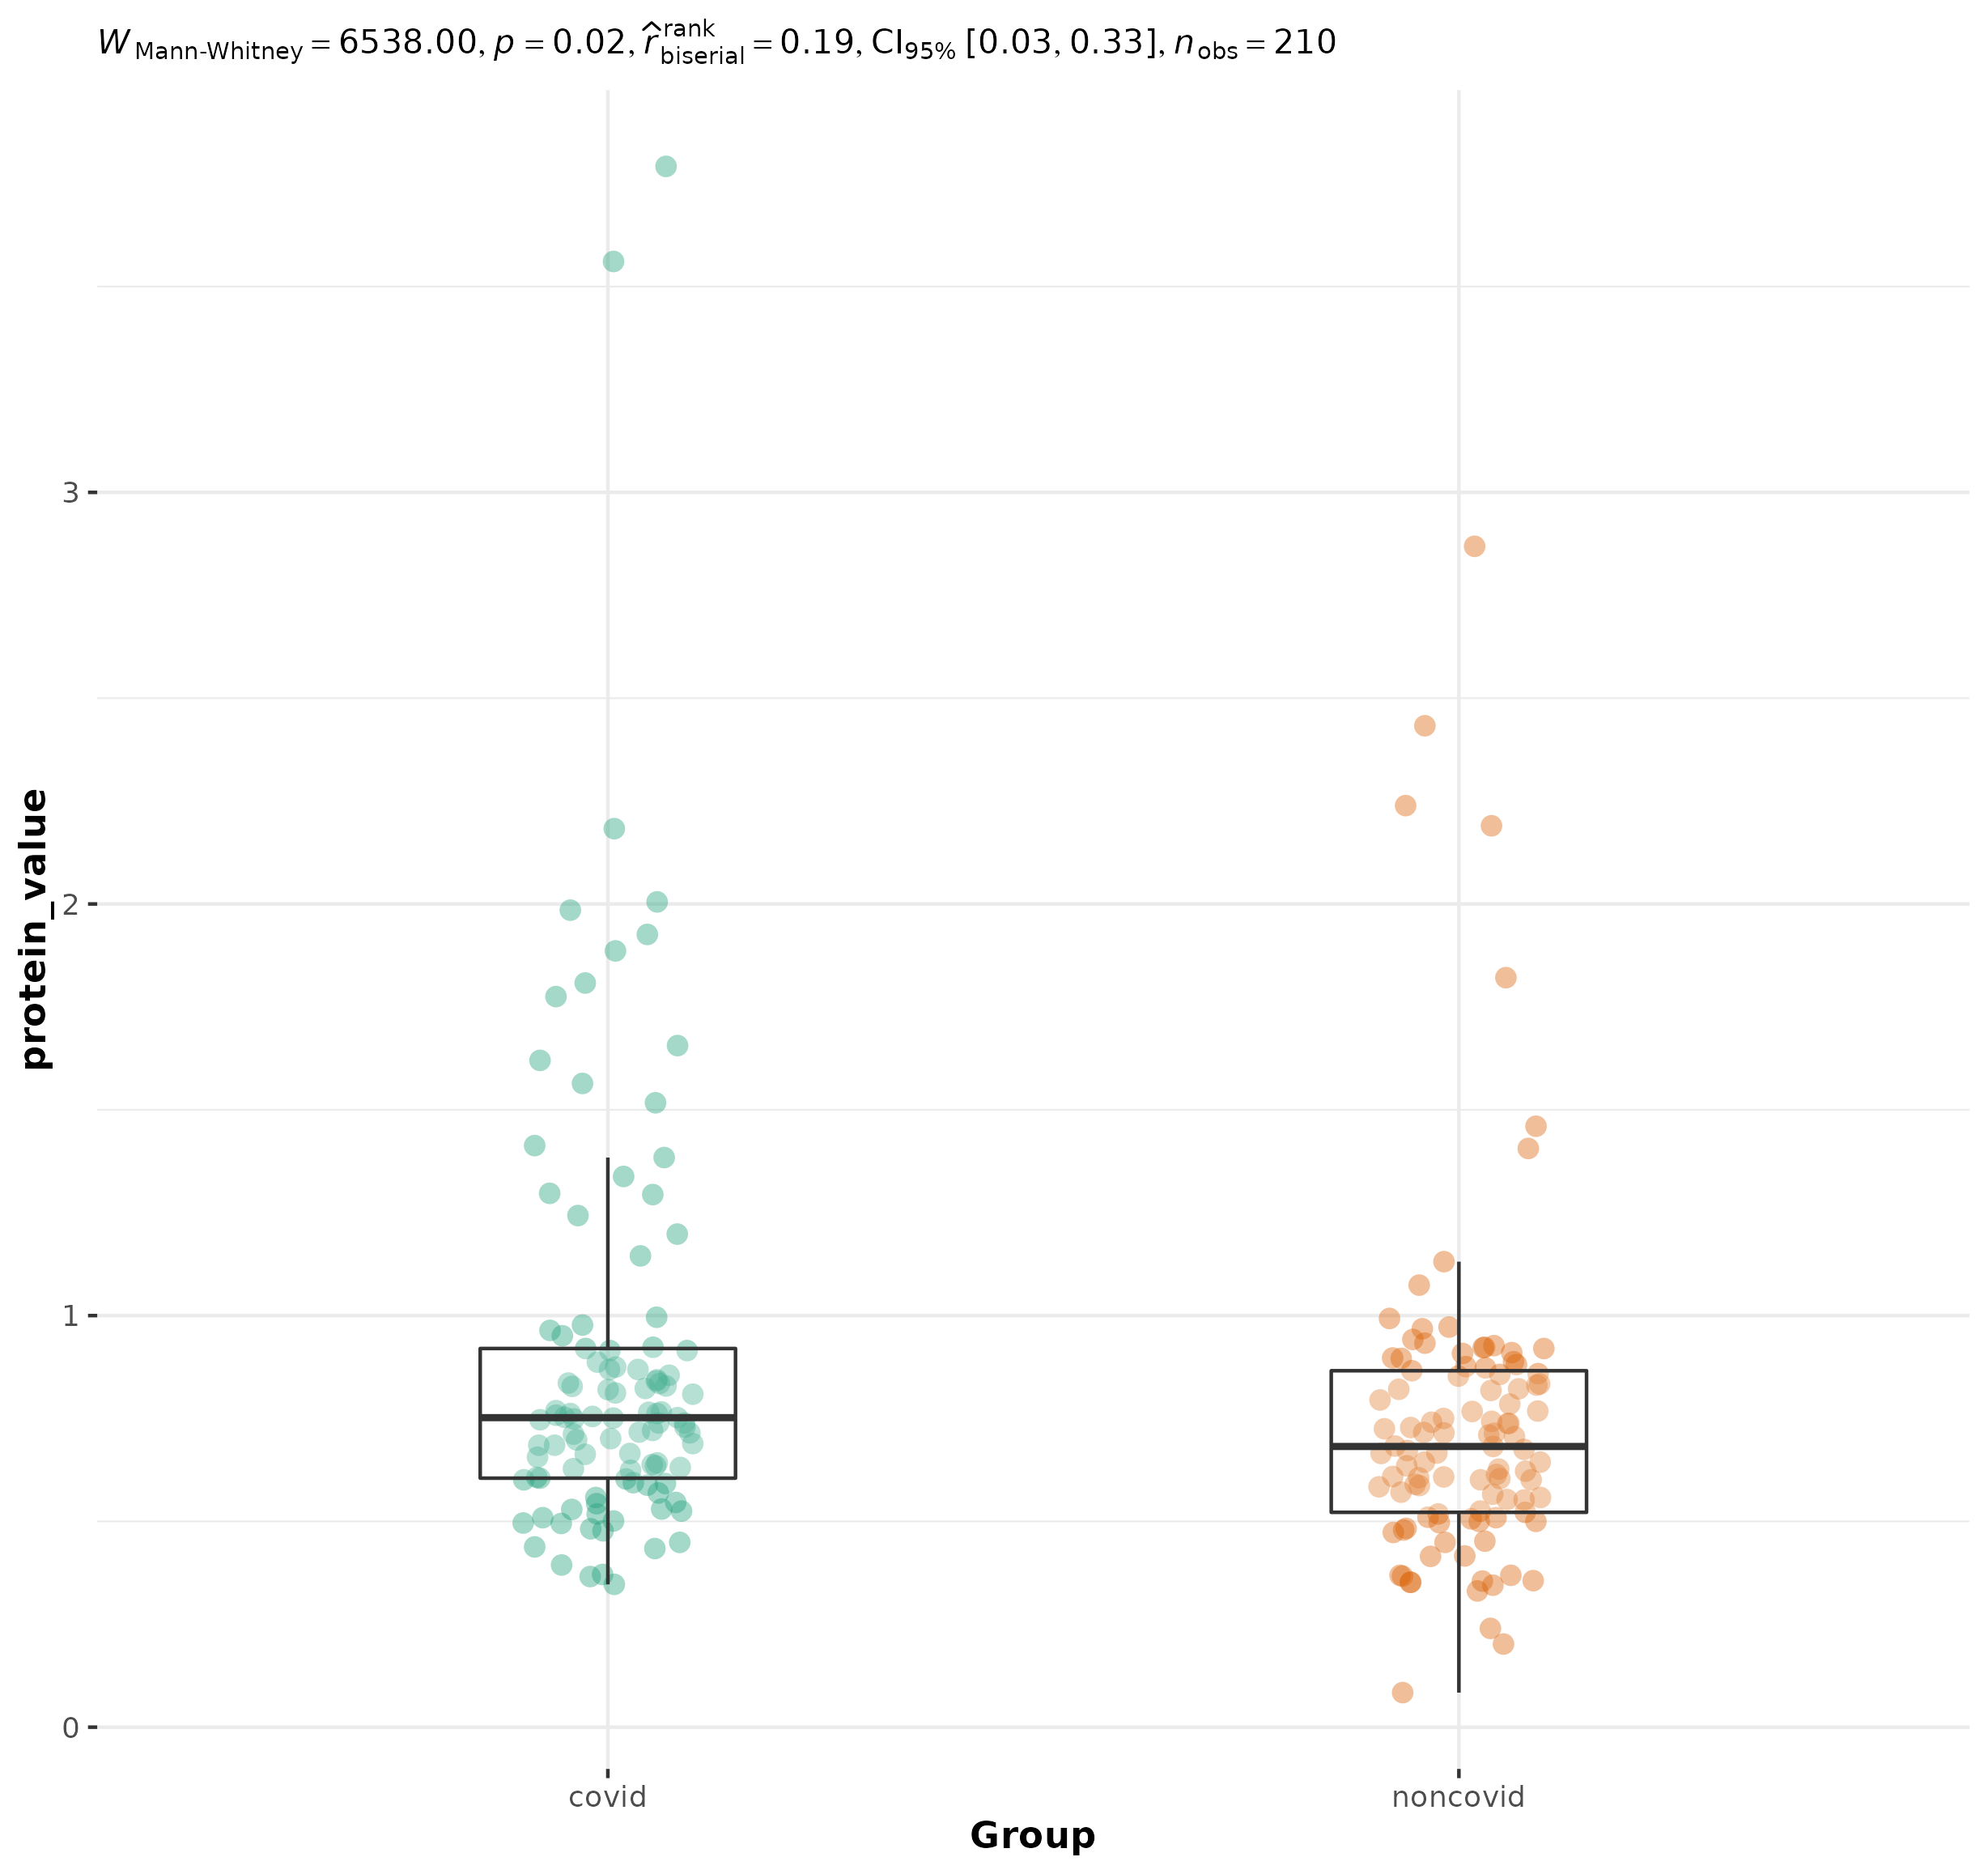 W Mann-Whitney = 6538.00, p = 0.02, r̂ rank biserial = 0.19, CI95% [0.03, 0.33], n obs = 210
protein_value
3
2
1
0
covid noncovid
Group